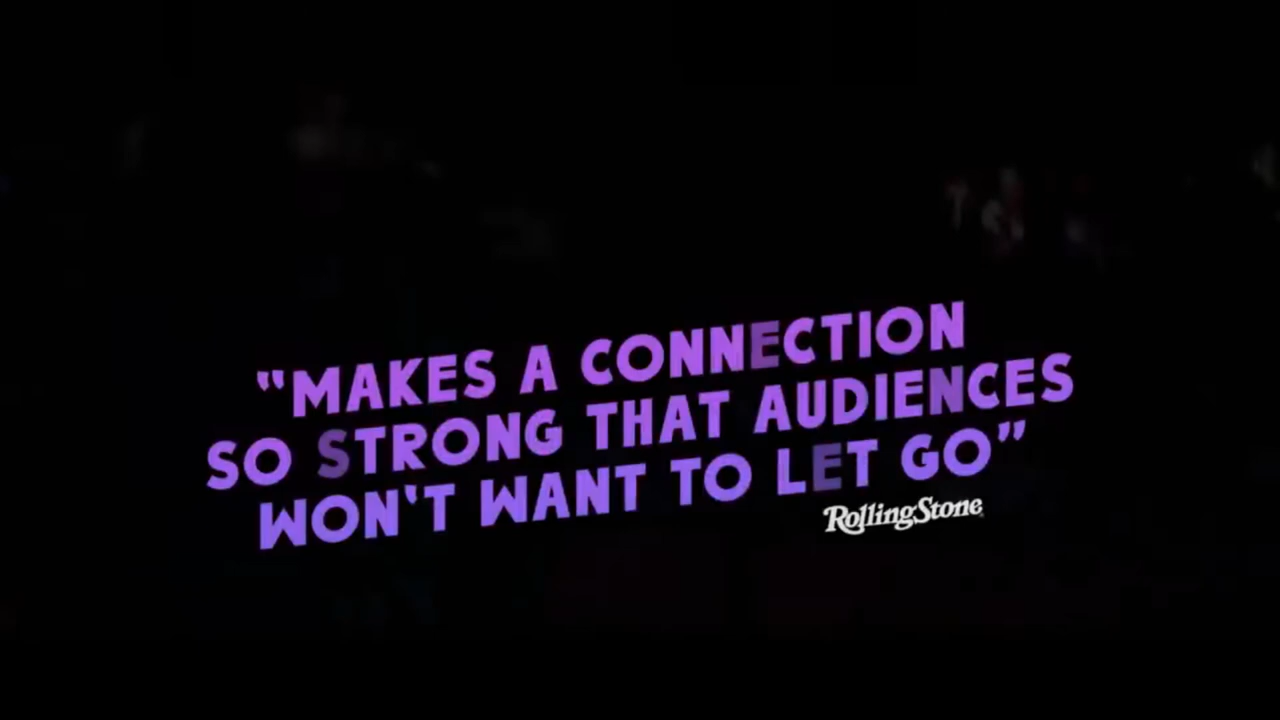 “MAKES A CONNECTION
SO STRONG THAT AUDIENCES
WON'T WANT TO LET GO”
RollingStone